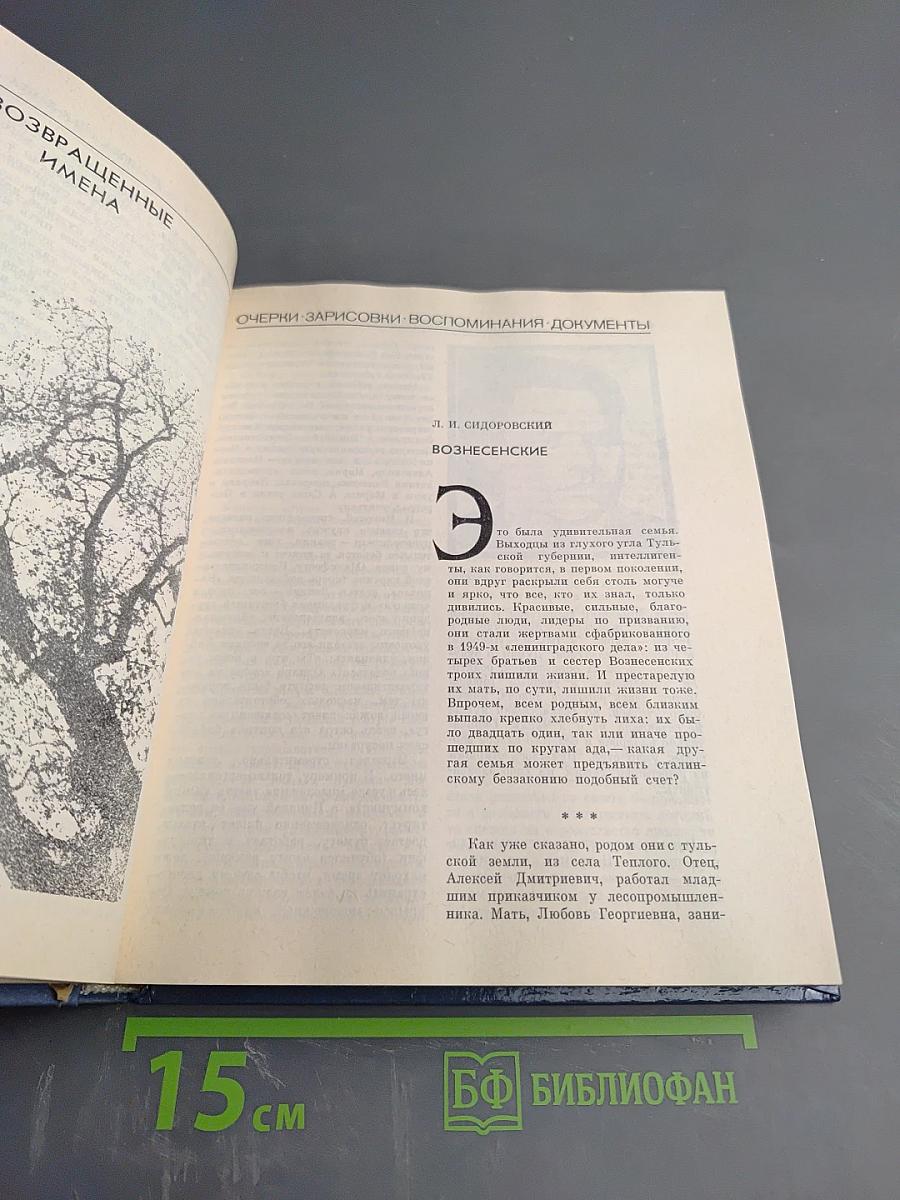 ВОЗВРАЩЕННЫЕ
ИМЕНА
ОЧЕРКИ·ЗАРИСОВКИ·ВОСПОМИНАНИЯ·ДОКУМЕНТЫ
Л. И. СИДОРОВСКИЙ
ВОЗНЕСЕНСКИЕ
Это была удивительная семья.
Выходцы из глухого угла Туль-
ской губернии, интеллиген-
ты, как говорится, в первом поколении,
они вдруг раскрыли себя столь могуче
и ярко, что все, кто их знал, только
дивились. Красивые, сильные, благо-
родные люди, лидеры по призванию,
они стали жертвами сфабрикованного
в 1949-м «ленинградского дела»: из че-
тырех братьев и сестер Вознесенских
троих лишили жизни. И престарелую
их мать, по сути, лишили жизни тоже.
Впрочем, всем родным, всем близким
выпало крепко хлебнуть лиха: их бы-
ло двадцать один, так или иначе про-
шедших по кругам ада,— какая дру-
гая семья может предъявить сталин-
скому беззаконию подобный счет?
* * *
Как уже сказано, родом они с туль-
ской земли, из села Теплого. Отец,
Алексей Дмитриевич, работал млад-
шим приказчиком у лесопромышлен-
ника. Мать, Любовь Георгиевна, зани-
15 см
БФ БИБЛИОФАН